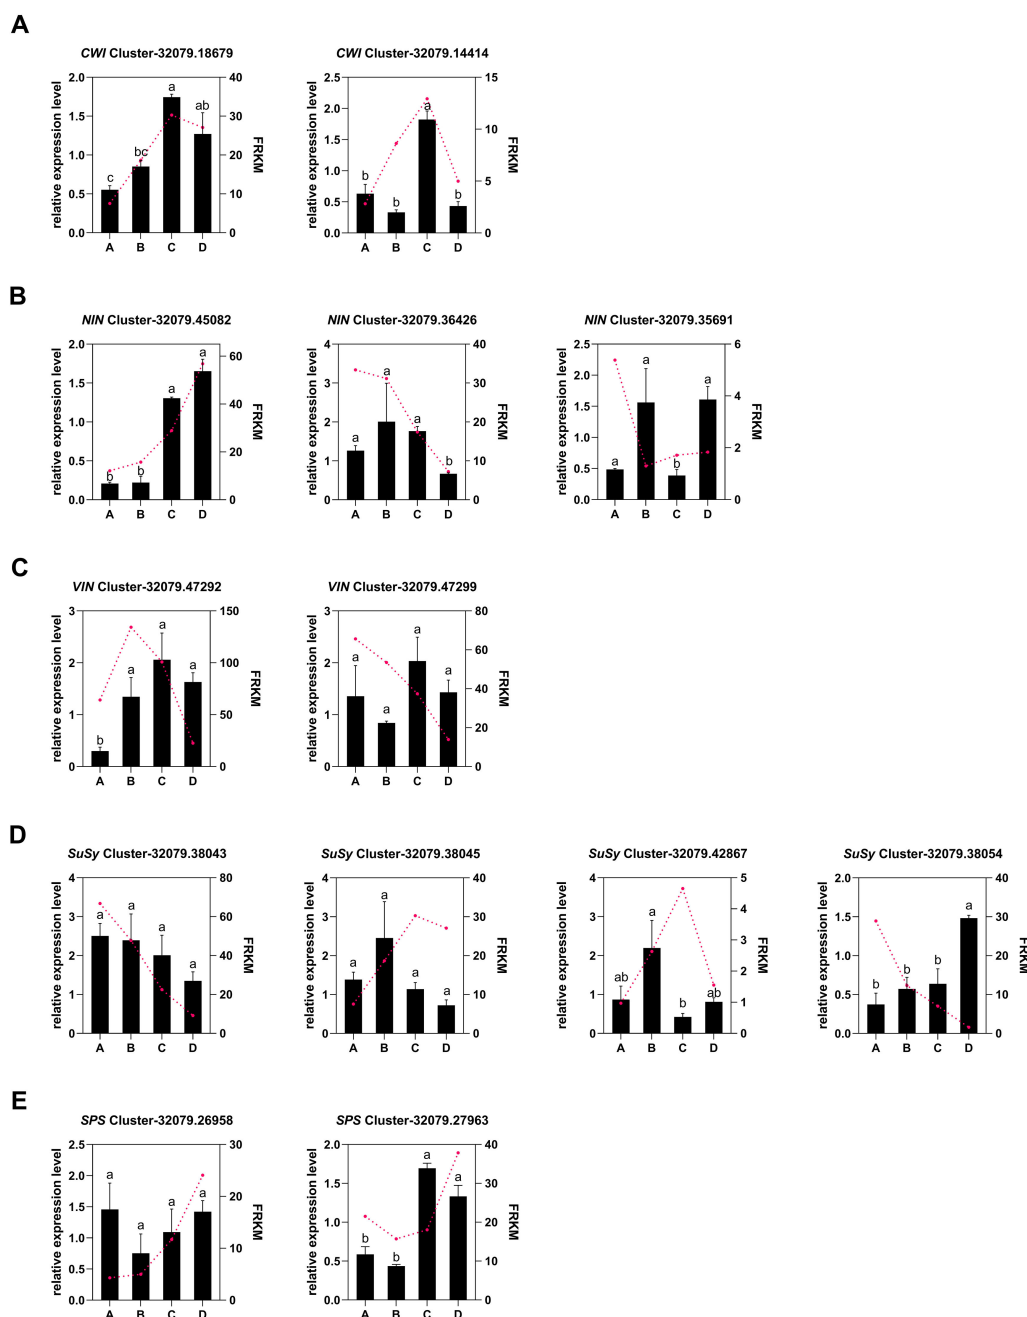 A
CWI Cluster-32079.18679
CWI Cluster-32079.14414
relative expression level
2.0
1.5
1.0
0.5
0.0
c
bc
a
ab
40
30
20
10
0
FRKM
A B C D
relative expression level
2.5
2.0
1.5
1.0
0.5
0.0
b
b
a
b
15
10
5
0
FRKM
A B C D
B
NIN Cluster-32079.45082
NIN Cluster-32079.36426
NIN Cluster-32079.35691
relative expression level
2.0
1.5
1.0
0.5
0.0
b
b
a
a
60
40
20
0
FRKM
A B C D
relative expression level
4
3
2
1
0
a
a
a
b
40
30
20
10
0
FRKM
A B C D
relative expression level
2.5
2.0
1.5
1.0
0.5
0.0
a
a
b
a
6
4
2
0
FRKM
A B C D
C
VIN Cluster-32079.47292
VIN Cluster-32079.47299
relative expression level
3
2
1
0
b
a
a
a
150
100
50
0
FRKM
A B C D
relative expression level
3
2
1
0
a
a
a
a
80
60
40
20
0
FRKM
A B C D
D
SuSy Cluster-32079.38043
SuSy Cluster-32079.38045
SuSy Cluster-32079.42867
SuSy Cluster-32079.38054
relative expression level
4
3
2
1
0
a
a
a
a
80
60
40
20
0
FRKM
A B C D
relative expression level
4
3
2
1
0
a
a
a
a
40
30
20
10
0
FRKM
A B C D
relative expression level
4
3
2
1
0
ab
a
b
ab
5
4
3
2
1
0
FRKM
A B C D
relative expression level
2.0
1.5
1.0
0.5
0.0
b
b
b
a
40
30
20
10
0
FRKM
A B C D
E
SPS Cluster-32079.26958
SPS Cluster-32079.27963
relative expression level
2.5
2.0
1.5
1.0
0.5
0.0
a
a
a
a
30
20
10
0
FRKM
A B C D
relative expression level
2.0
1.5
1.0
0.5
0.0
b
b
a
a
40
30
20
10
0
FRKM
A B C D